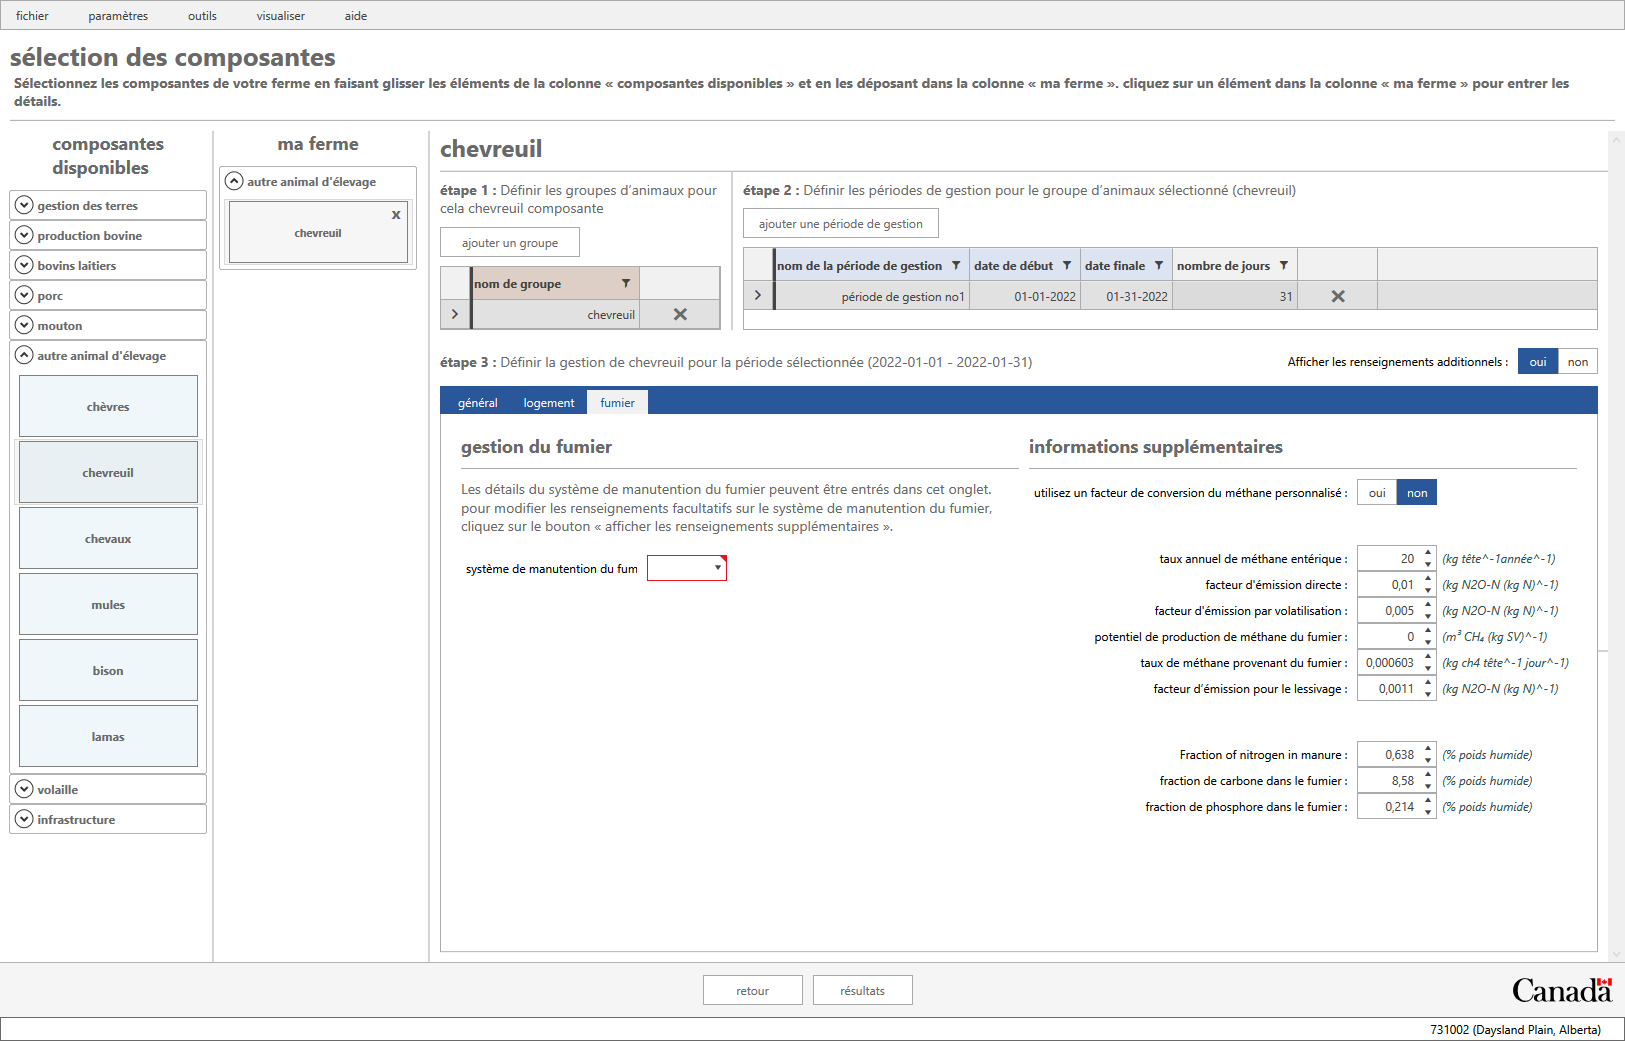 fichier paramètres outils visualiser aide
sélection des composantes
Sélectionnez les composantes de votre ferme en faisant glisser les éléments de la colonne « composantes disponibles » et en les déposant dans la colonne « ma ferme ». cliquez sur un élément dans la colonne « ma ferme » pour entrer les
détails.
composantes
disponibles
gestion des terres
production bovine
bovins laitiers
porc
mouton
autre animal d'élevage
chèvres
chevreuil
chevaux
mules
bison
lamas
volaille
infrastructure
ma ferme
autre animal d'élevage
x
chevreuil
chevreuil
étape 1 : Définir les groupes d'animaux pour
cela chevreuil composante
ajouter un groupe
nom de groupe
chevreuil
étape 2 : Définir les périodes de gestion pour le groupe d'animaux sélectionné (chevreuil)
ajouter une période de gestion
nom de la période de gestion date de début date finale nombre de jours
période de gestion no1 01-01-2022 01-31-2022 31
étape 3 : Définir la gestion de chevreuil pour la période sélectionnée (2022-01-01 - 2022-01-31)
Afficher les renseignements additionnels : oui non
général logement fumier
gestion du fumier
Les détails du système de manutention du fumier peuvent être entrés dans cet onglet.
pour modifier les renseignements facultatifs sur le système de manutention du fumier,
cliquez sur le bouton « afficher les renseignements supplémentaires ».
système de manutention du fum
informations supplémentaires
utilisez un facteur de conversion du méthane personnalisé : oui non
taux annuel de méthane entérique : 20 (kg tête^-1année^-1)
facteur d'émission directe : 0,01 (kg N2O-N (kg N)^-1)
facteur d'émission par volatilisation : 0,005 (kg N2O-N (kg N)^-1)
potentiel de production de méthane du fumier : 0 (m³ CH₄ (kg SV)^-1)
taux de méthane provenant du fumier : 0,000603 (kg ch4 tête^-1 jour^-1)
facteur d'émission pour le lessivage : 0,0011 (kg N2O-N (kg N)^-1)
Fraction of nitrogen in manure : 0,638 (% poids humide)
fraction de carbone dans le fumier : 8,58 (% poids humide)
fraction de phosphore dans le fumier : 0,214 (% poids humide)
retour résultats
Canada
731002 (Daysland Plain, Alberta)